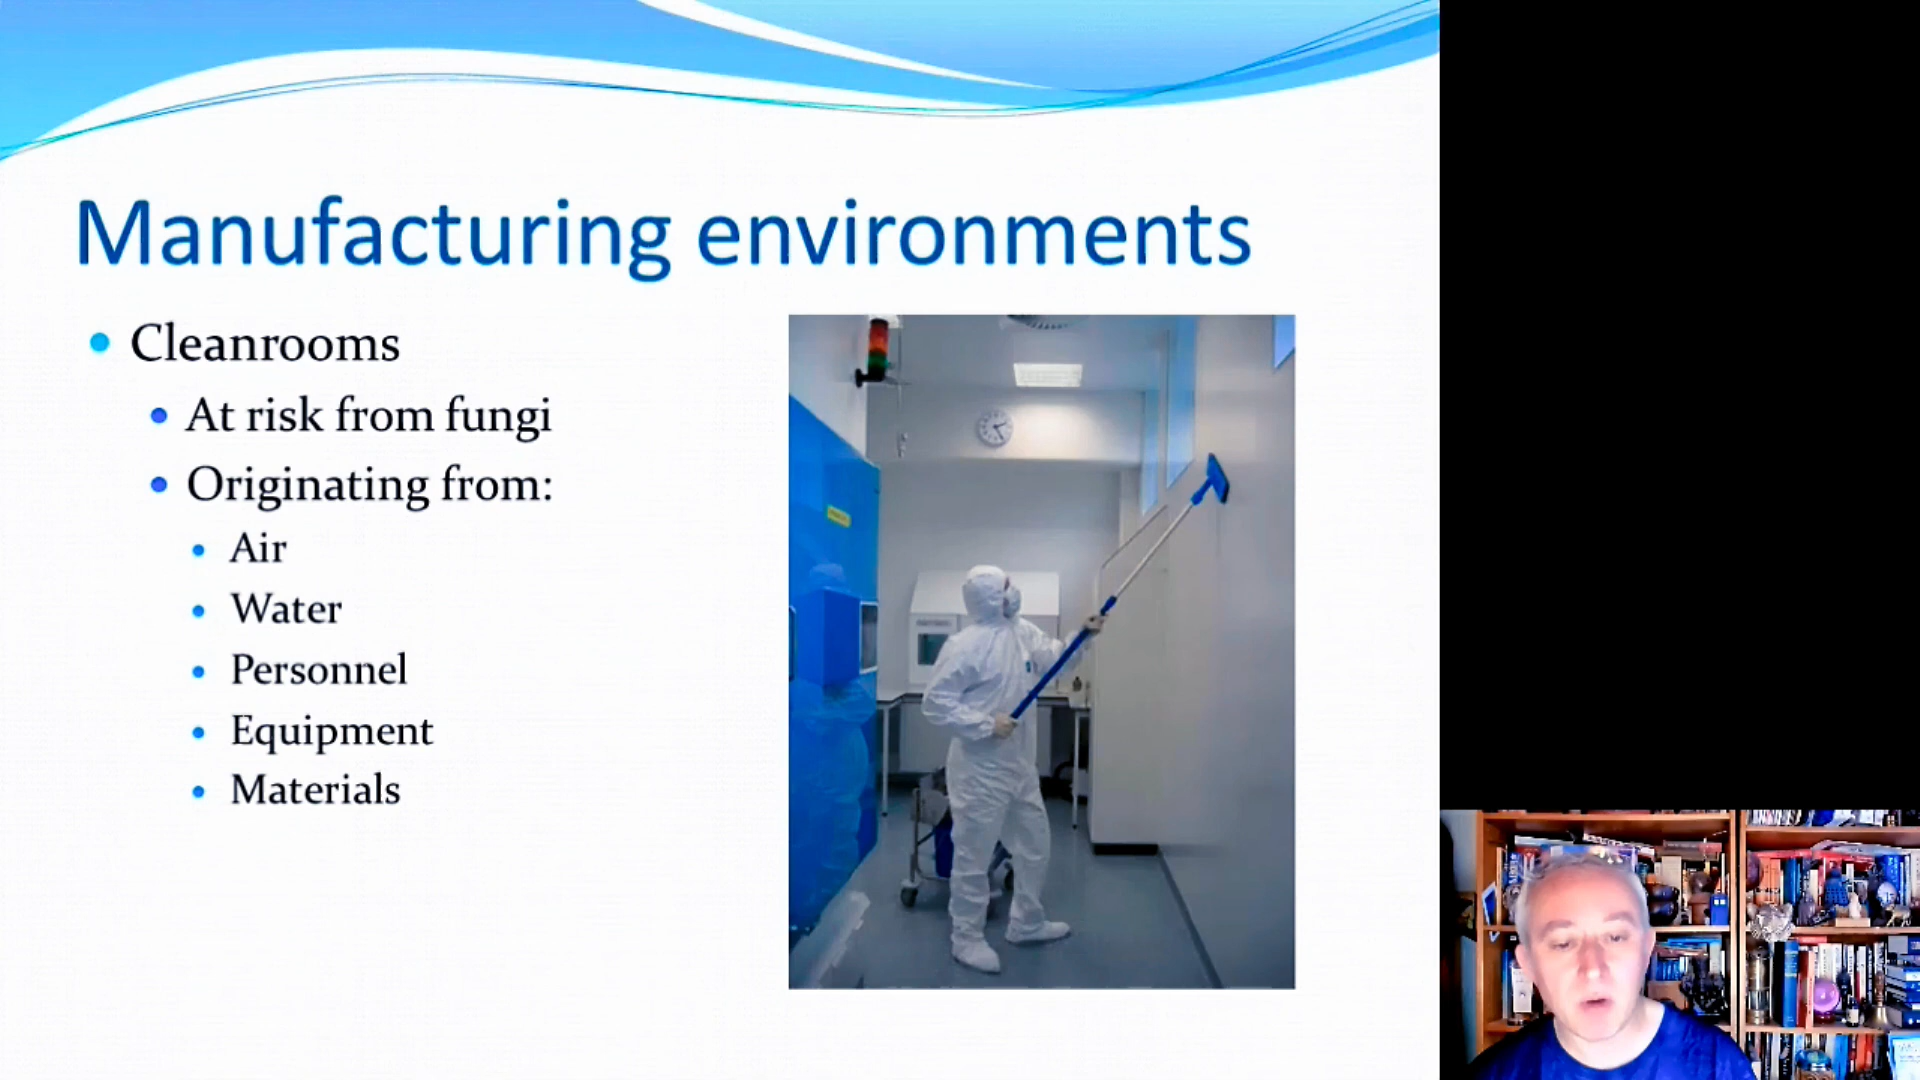 Manufacturing environments
Cleanrooms
At risk from fungi
Originating from:
Air
Water
Personnel
Equipment
Materials